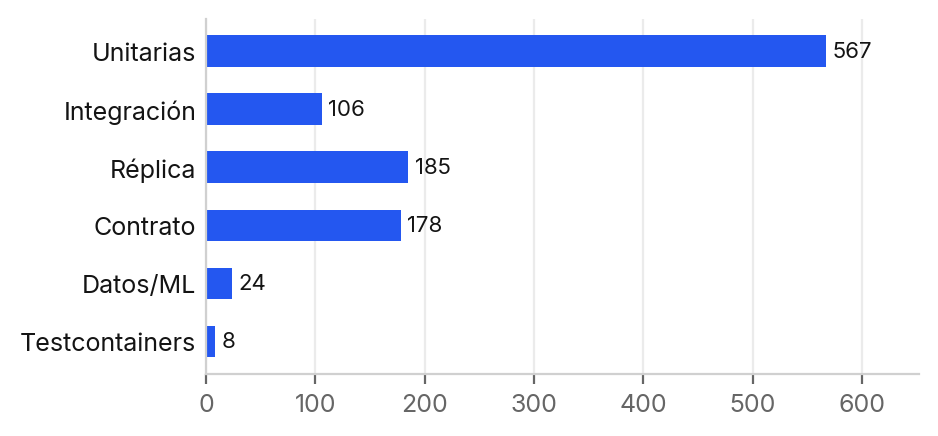 Unitarias 567
Integración 106
Réplica 185
Contrato 178
Datos/ML 24
Testcontainers 8
0 100 200 300 400 500 600